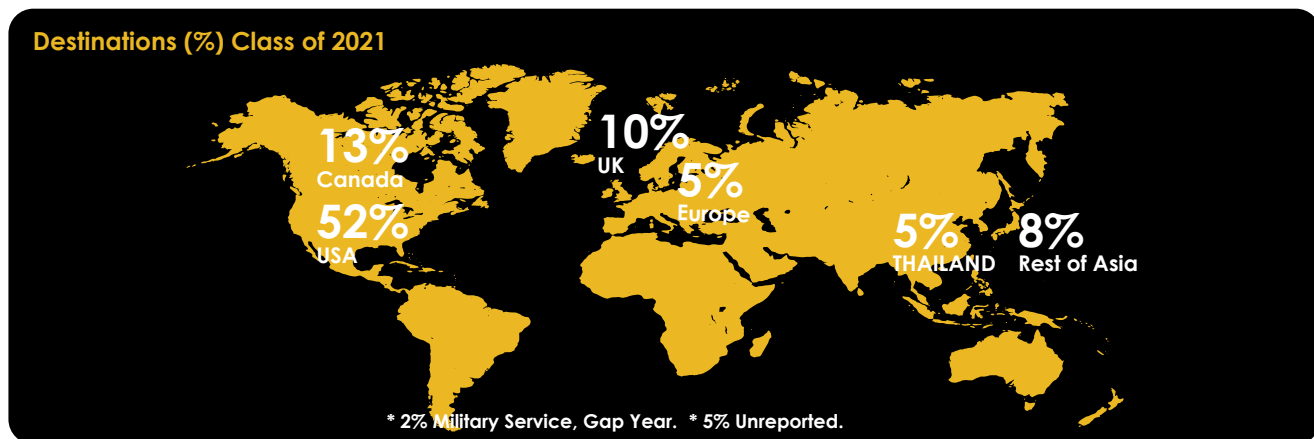 Destinations (%) Class of 2021
13%
Canada
52%
USA
10%
UK
5%
Europe
5%
THAILAND
8%
Rest of Asia
* 2% Military Service, Gap Year. * 5% Unreported.